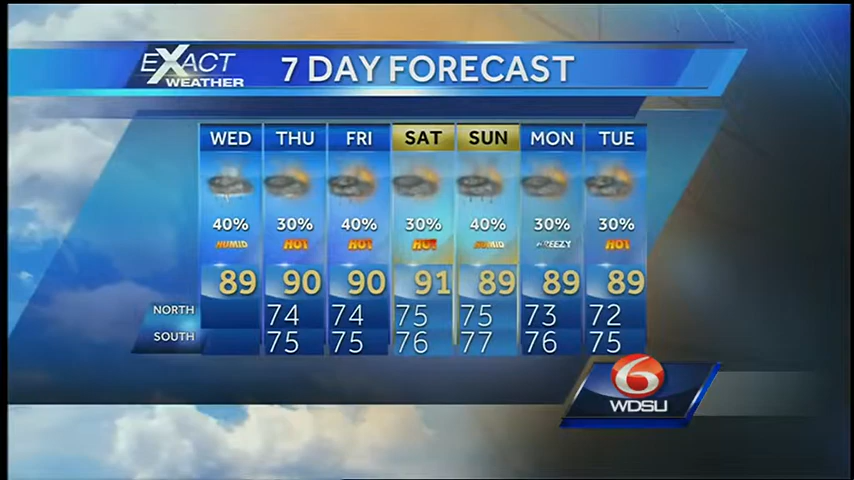 EXACT WEATHER
7 DAY FORECAST
WED THU FRI SAT SUN MON TUE
40% 30% 40% 30% 40% 30% 30%
HUMID HOT HOT HOT HUMID BREEZY HOT
89 90 90 91 89 89 89
NORTH 74 74 75 75 73 72
SOUTH 75 75 76 77 76 75
6
WDSU